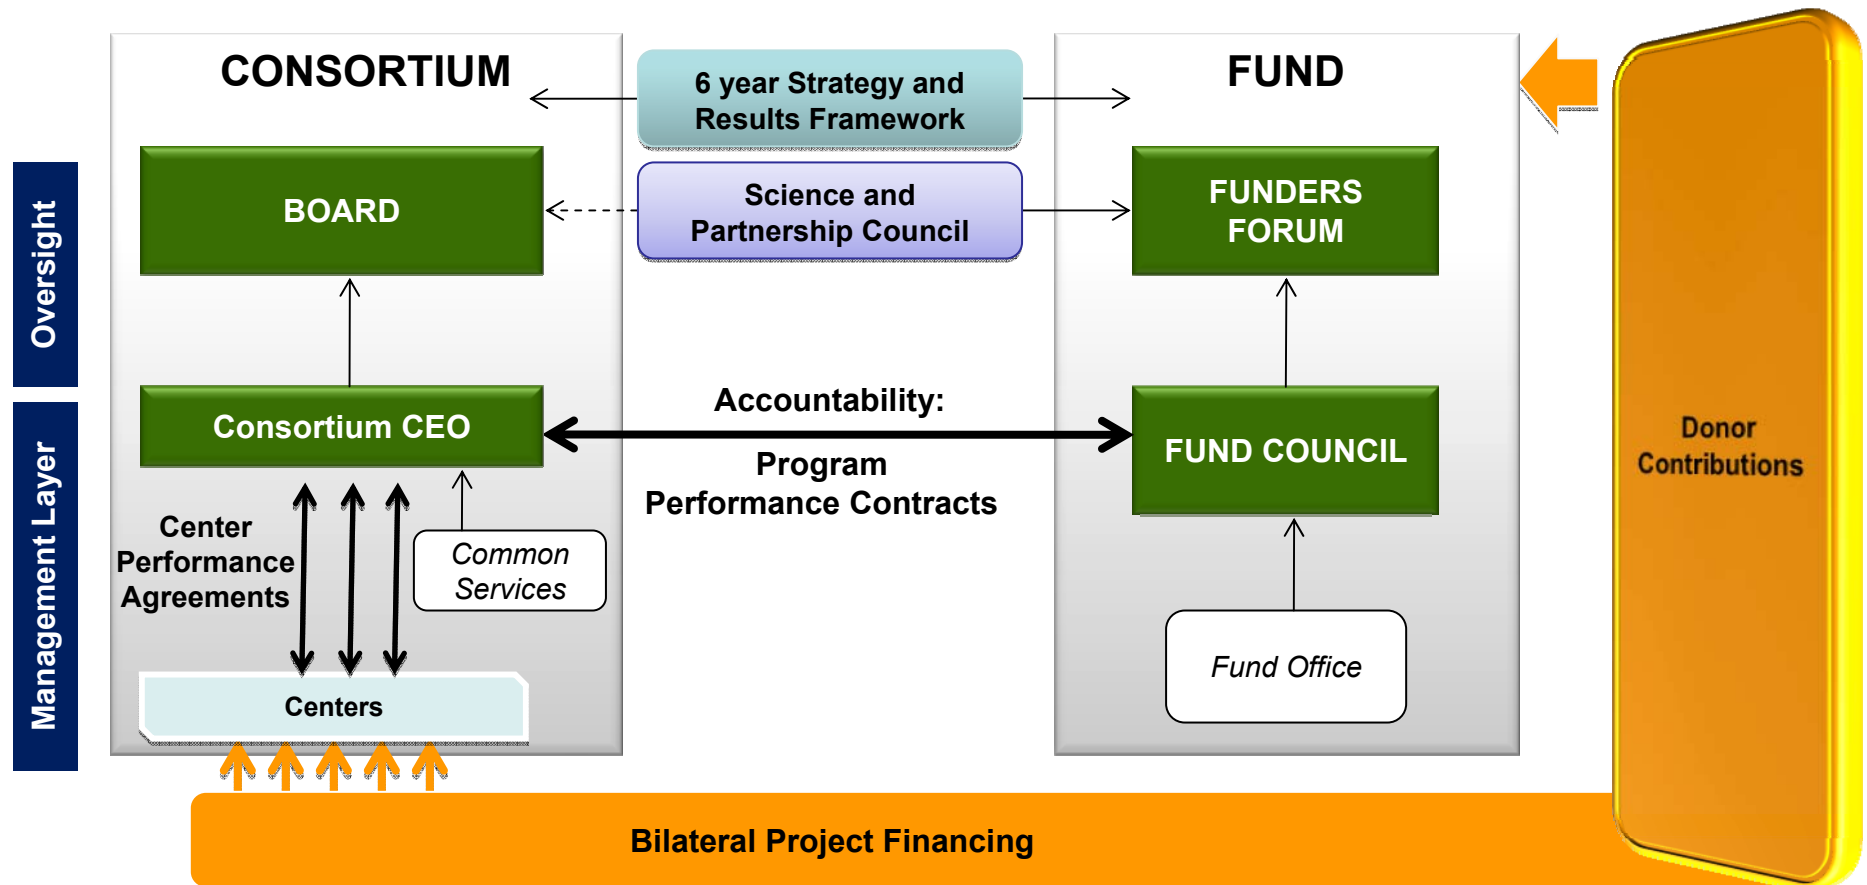 CONSORTIUM
FUND
6 year Strategy and
Results Framework
Oversight
BOARD
Science and
Partnership Council
FUNDERS
FORUM
Management Layer
Consortium CEO
Accountability:
Program
Performance Contracts
FUND COUNCIL
Donor
Contributions
Center
Performance
Agreements
Common
Services
Fund Office
Centers
Bilateral Project Financing